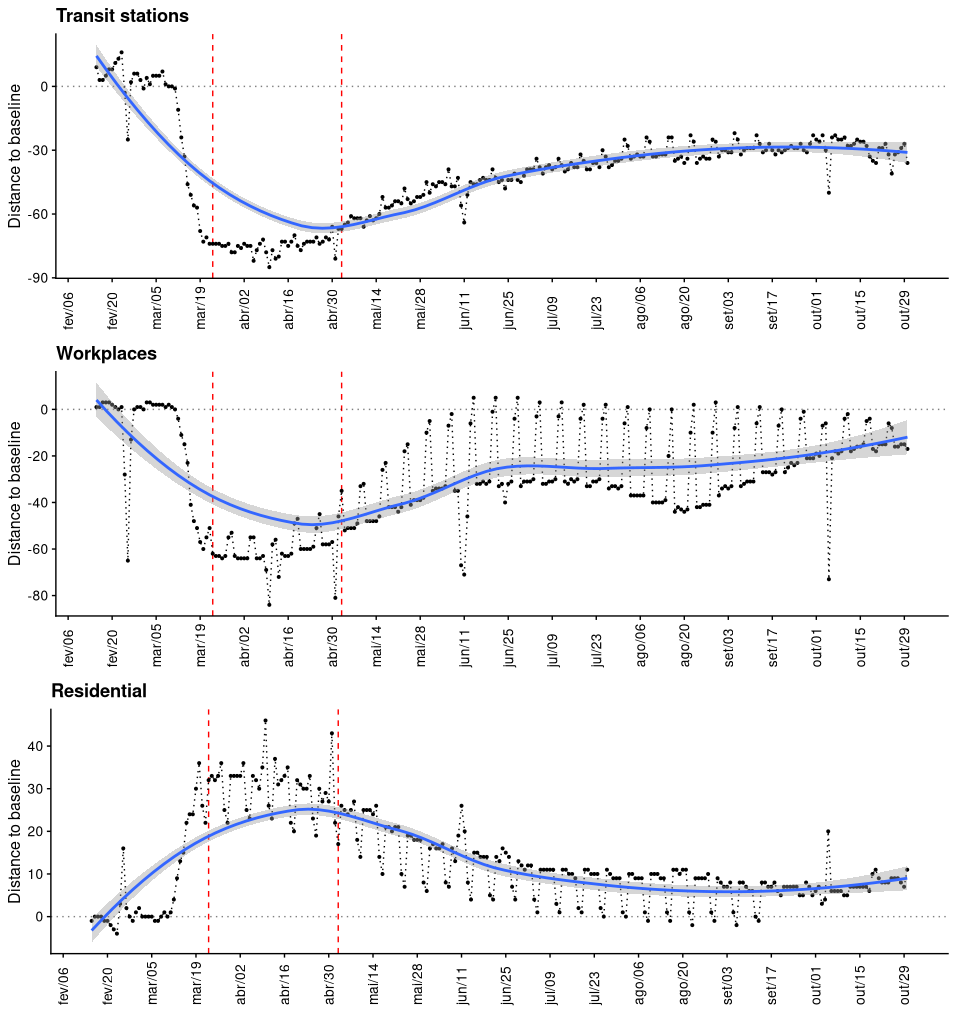 Transit stations
Distance to baseline
0
-30
-60
-90
fev/06 fev/20 mar/05 mar/19 abr/02 abr/16 abr/30 mai/14 mai/28 jun/11 jun/25 jul/09 jul/23 ago/06 ago/20 set/03 set/17 out/01 out/15 out/29
Workplaces
Distance to baseline
0
-20
-40
-60
-80
fev/06 fev/20 mar/05 mar/19 abr/02 abr/16 abr/30 mai/14 mai/28 jun/11 jun/25 jul/09 jul/23 ago/06 ago/20 set/03 set/17 out/01 out/15 out/29
Residential
Distance to baseline
40
30
20
10
0
fev/06 fev/20 mar/05 mar/19 abr/02 abr/16 abr/30 mai/14 mai/28 jun/11 jun/25 jul/09 jul/23 ago/06 ago/20 set/03 set/17 out/01 out/15 out/29